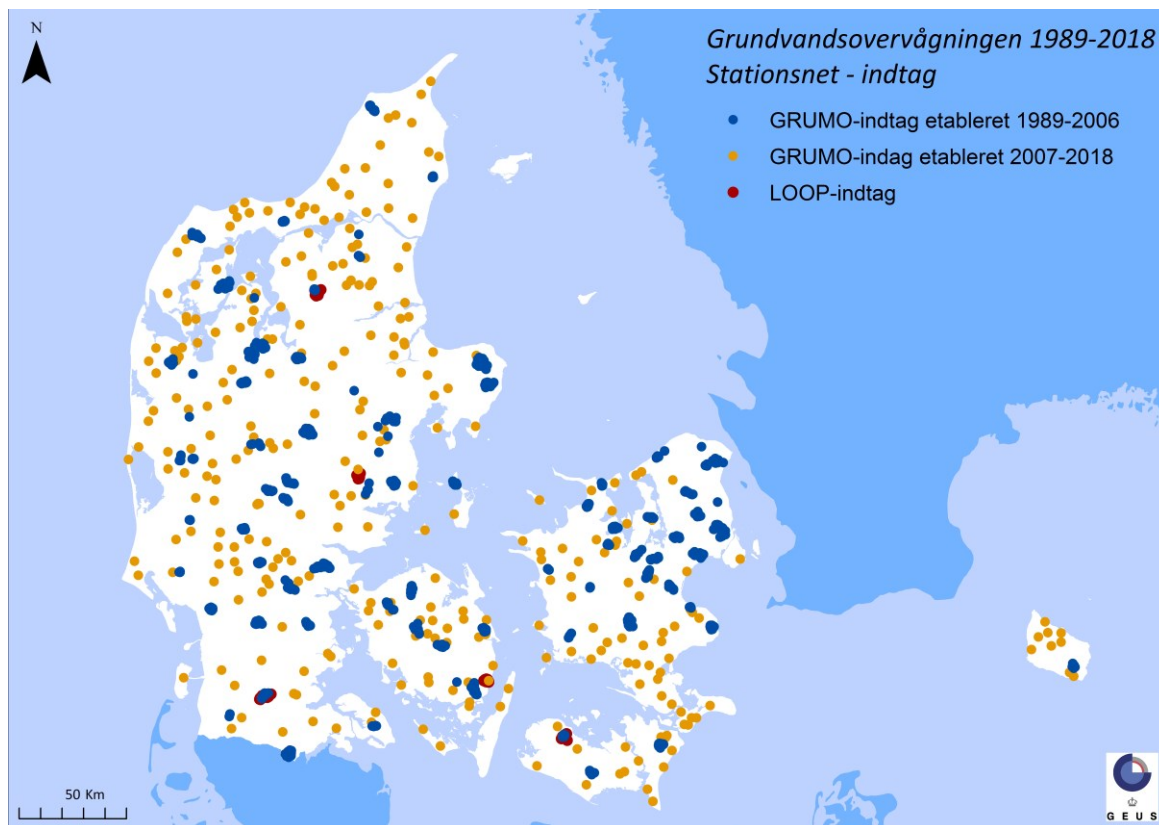 N
Grundvandsovervågningen 1989-2018
Stationsnet - indtag
GRUMO-indtag etableret 1989-2006
GRUMO-indag etableret 2007-2018
LOOP-indtag
50 Km
G E U S